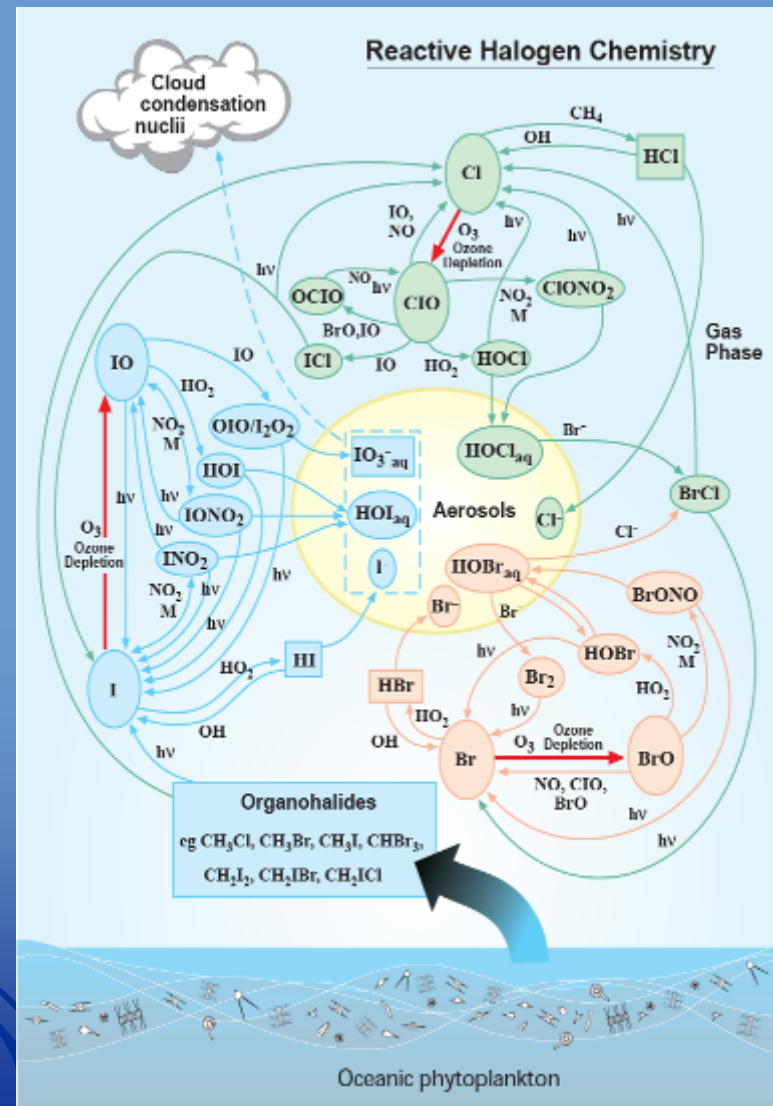 Reactive Halogen Chemistry
Cloud
condensation
nuclii
CH₄
OH
HCl
Cl
IO,
NO
O₃
Ozone
Depletion
hν
hν
hν
hν
NO
hν
OClO
ClO
NO₂
M
ClONO₂
BrO,IO
ICl
IO
HO₂
HOCl
Gas
Phase
IO
IO
HO₂
NO₂
M
OIO/I₂O₂
IO₃⁻aq
HOClaq
Br⁻
HOI
hν
hν
IONO₂
HOIaq
Aerosols
Cl⁻
BrCl
O₃
Ozone
Depletion
hν
INO₂
hν
NO₂
M
hν
hν
I⁻
HOBraq
Cl⁻
BrONO
Br⁻
Br⁻
I
HO₂
HI
OH
hν
HBr
HO₂
OH
hν
Br₂
hν
HOBr
NO₂
M
HO₂
Br
O₃
Ozone
Depletion
BrO
NO, ClO,
BrO
hν
hν
Organohalides
eg CH₃Cl, CH₃Br, CH₃I, CHBr₃,
CH₂I₂, CH₂IBr, CH₂ICl
Oceanic phytoplankton